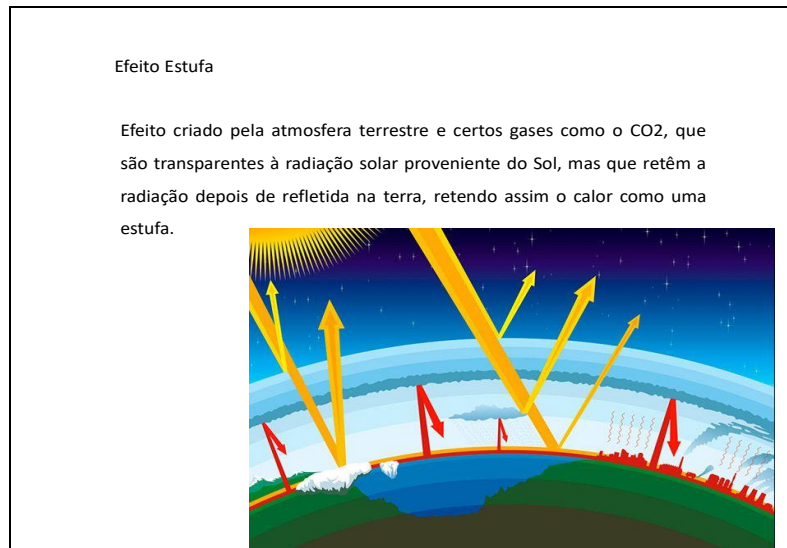 Efeito Estufa
Efeito criado pela atmosfera terrestre e certos gases como o CO2, que
são transparentes à radiação solar proveniente do Sol, mas que retêm a
radiação depois de refletida na terra, retendo assim o calor como uma
estufa.